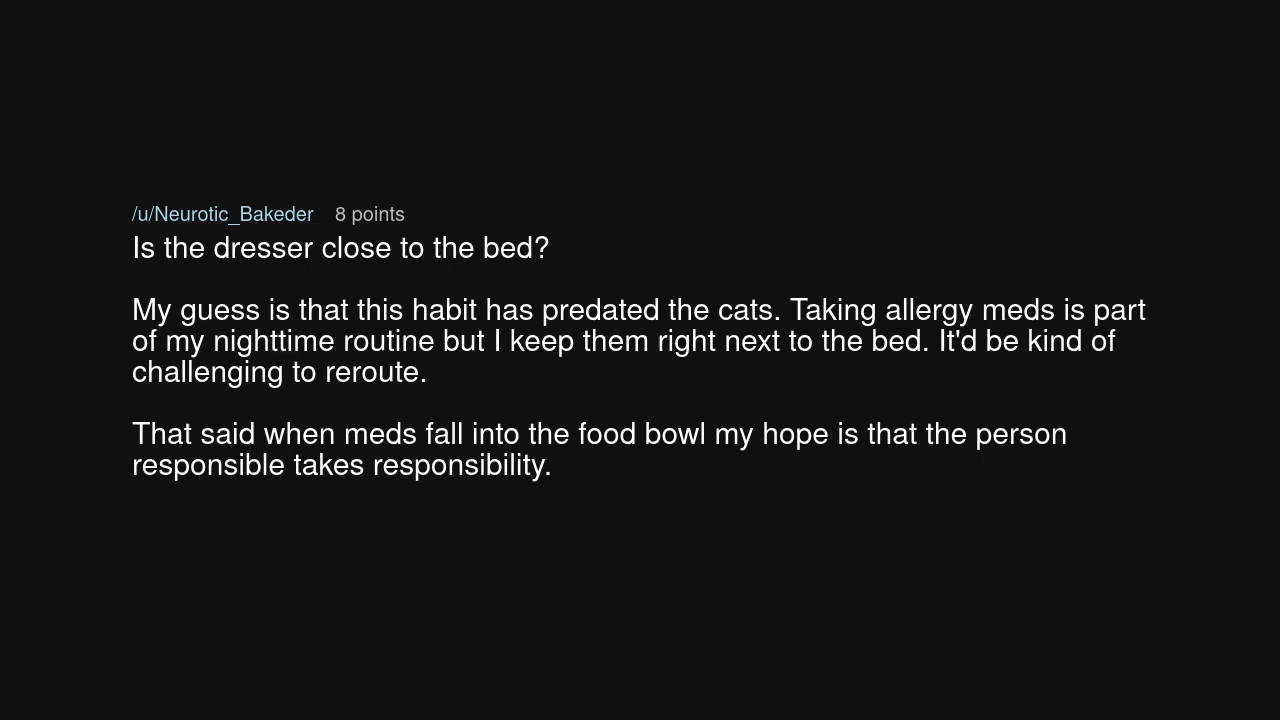 /u/Neurotic_Bakeder 8 points
Is the dresser close to the bed?
My guess is that this habit has predated the cats. Taking allergy meds is part
of my nighttime routine but I keep them right next to the bed. It'd be kind of
challenging to reroute.
That said when meds fall into the food bowl my hope is that the person
responsible takes responsibility.